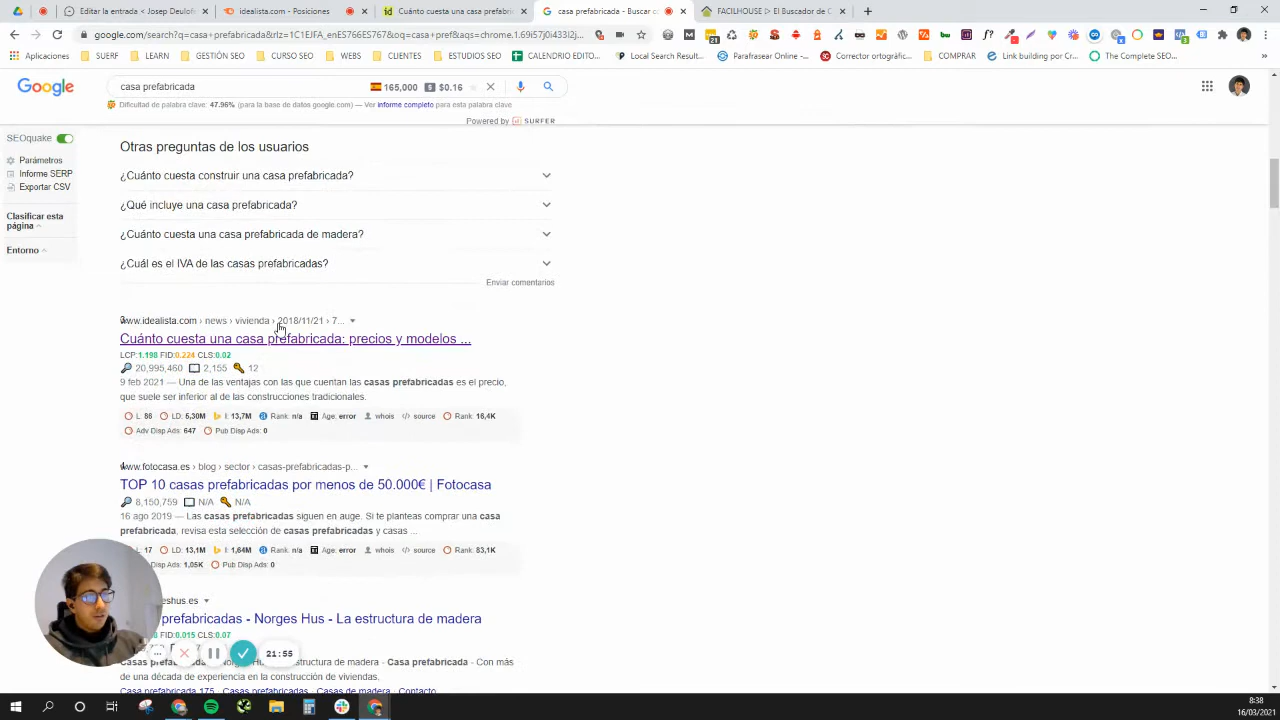 Editar la entrada < Josep Deulof
idealista.com - Posiciones
Cuánto cuesta una casa prefabric
casa prefabricada - Buscar c
FACILHOUSE ▷ El Buscador de C
google.com/search?q=casa+prefabricada&rlz=1C1EJFA_enES766ES767&oq=casa+pref&aqs=chrome.1.69i57j0i433l2j
Aplicaciones
SURFE
LEARN
GESTIÓN SEO
CURSO SEO
WEBS
CLIENTES
ESTUDIOS SEO
CALENDARIO EDITO...
Local Search Result...
Parafrasear Online...
Corrector ortográfic...
COMPRAR
Link building por Cr...
The Complete SEO...
Google
casa prefabricada
165,000
$0.16
Dificultad de palabra clave: 47.96% (para la base de datos google.com) — Ver informe completo para esta palabra clave
Powered by SURFER
SEOquake
Parámetros
Informe SERP
Exportar CSV
Clasificar esta página
Entorno
Otras preguntas de los usuarios
¿Cuánto cuesta construir una casa prefabricada?
¿Qué incluye una casa prefabricada?
¿Cuánto cuesta una casa prefabricada de madera?
¿Cuál es el IVA de las casas prefabricadas?
Enviar comentarios
www.idealista.com › news › vivienda › 2018/11/21 › 7...
Cuánto cuesta una casa prefabricada: precios y modelos ...
LCP:1.198 FID:0.224 CLS:0.02
20,995,460 2,155 12
9 feb 2021 — Una de las ventajas con las que cuentan las casas prefabricadas es el precio,
que suele ser inferior al de las construcciones tradicionales.
L: 86 LD: 5,30M I: 13,7M Rank: n/a Age: error whois source Rank: 16,4K
Adv Disp Ads: 647 Pub Disp Ads: 0
www.fotocasa.es › blog › sector › casas-prefabricadas-p...
TOP 10 casas prefabricadas por menos de 50.000€ | Fotocasa
8,150,759 N/A N/A
16 ago 2019 — Las casas prefabricadas siguen en auge. Si te planteas comprar una casa
prefabricada, revisa esta selección de casas prefabricadas y casas ...
L: 17 LD: 13,1M I: 1,64M Rank: n/a Age: error whois source Rank: 83,1K
Ads: 1,05K Pub Disp Ads: 0
eshus.es
prefabricadas - Norges Hus - La estructura de madera
FID:0.015 CLS:0.07
Casas prefabricadas
structura de madera - Casa prefabricada - Con más
de una década de experiencia en la construcción de viviendas.
Casa prefabricada 175 · Casas prefabricadas · Casas de madera · Contacto
21:55
8:38
16/03/2021